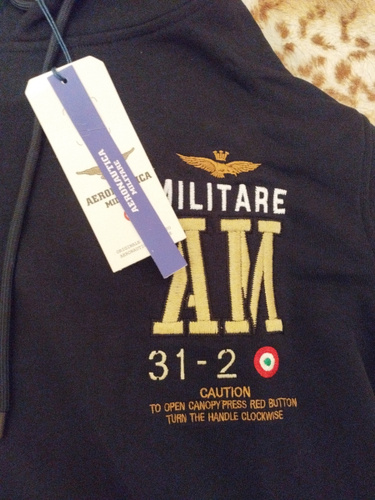 AERONAUTICA
MILITARE
MILITARE
AM
31-2
CAUTION
TO OPEN CANOPY PRESS RED BUTTON
TURN THE HANDLE CLOCKWISE